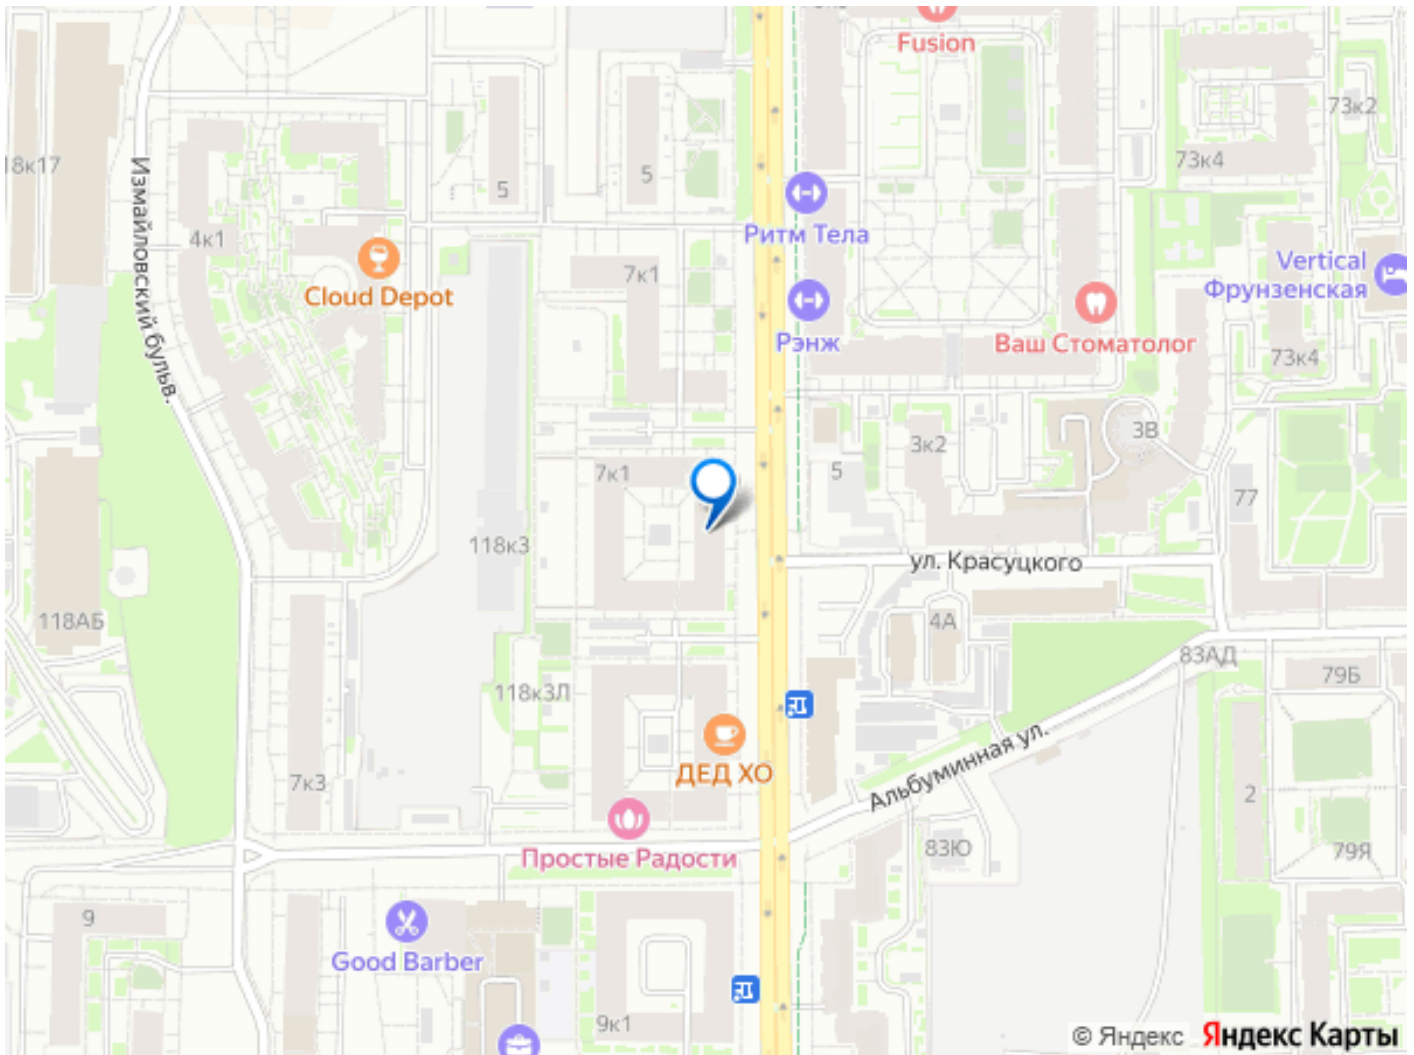 Fusion
73к2
73к4
18к17
5
5
Измайловский бульв.
4к1
Ритм Тела
Cloud Depot
7к1
Vertical
Фрунзенская
Рэнж
Ваш Стоматолог
73к4
3В
3к2
5
7к1
77
118к3
ул. Красуцкого
118АБ
4А
83АД
79Б
118к3Л
Альбуминная ул.
ДЕД ХО
7к3
2
83Ю
79Я
Простые Радости
9
Good Barber
9к1
© Яндекс Яндекс Карты